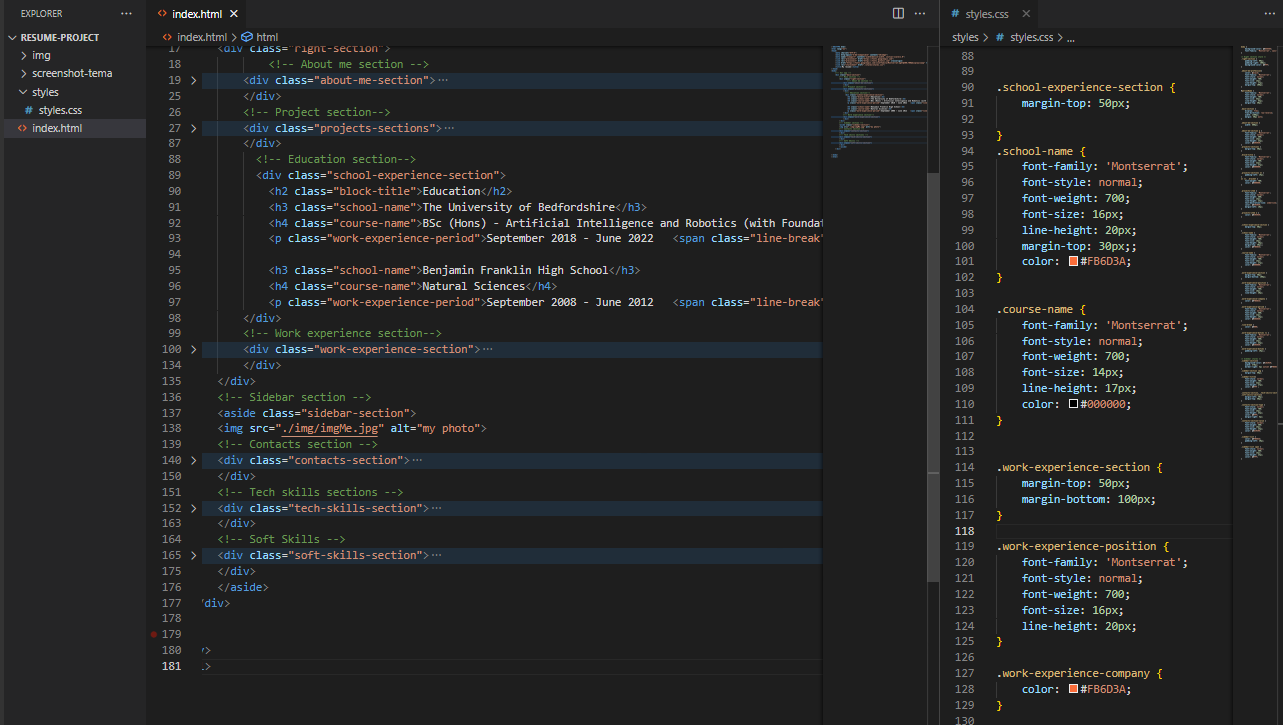 EXPLORER
RESUME-PROJECT
img
screenshot-tema
styles
# styles.css
<> index.html
<> index.html
<> index.html > html
17 <div class="right-section">
18 <!-- About me section -->
19 <div class="about-me-section">…
25 </div>
26 <!-- Project section-->
27 <div class="projects-sections">…
87 </div>
88 <!-- Education section-->
89 <div class="school-experience-section">
90 <h2 class="block-title">Education</h2>
91 <h3 class="school-name">The University of Bedfordshire</h3>
92 <h4 class="course-name">BSc (Hons) - Artificial Intelligence and Robotics (with Foundat
93 <p class="work-experience-period">September 2018 - June 2022 <span class="line-break"
94
95 <h3 class="school-name">Benjamin Franklin High School</h3>
96 <h4 class="course-name">Natural Sciences</h4>
97 <p class="work-experience-period">September 2008 - June 2012 <span class="line-break"
98 </div>
99 <!-- Work experience section-->
100 <div class="work-experience-section">…
134 </div>
135 </div>
136 <!-- Sidebar section -->
137 <aside class="sidebar-section">
138 <img src="./img/imgMe.jpg" alt="my photo">
139 <!-- Contacts section -->
140 <div class="contacts-section">…
150 </div>
151 <!-- Tech skills sections -->
152 <div class="tech-skills-section">…
163 </div>
164 <!-- Soft Skills -->
165 <div class="soft-skills-section">…
175 </div>
176 </aside>
177 /div>
178
179
180 />
181 .>
# styles.css
styles > # styles.css > ...
88
89
90 .school-experience-section {
91 margin-top: 50px;
92
93 }
94 .school-name {
95 font-family: 'Montserrat';
96 font-style: normal;
97 font-weight: 700;
98 font-size: 16px;
99 line-height: 20px;
100 margin-top: 30px;;
101 color: #FB6D3A;
102 }
103
104 .course-name {
105 font-family: 'Montserrat';
106 font-style: normal;
107 font-weight: 700;
108 font-size: 14px;
109 line-height: 17px;
110 color: #000000;
111 }
112
113
114 .work-experience-section {
115 margin-top: 50px;
116 margin-bottom: 100px;
117 }
118
119 .work-experience-position {
120 font-family: 'Montserrat';
121 font-style: normal;
122 font-weight: 700;
123 font-size: 16px;
124 line-height: 20px;
125 }
126
127 .work-experience-company {
128 color: #FB6D3A;
129 }
130